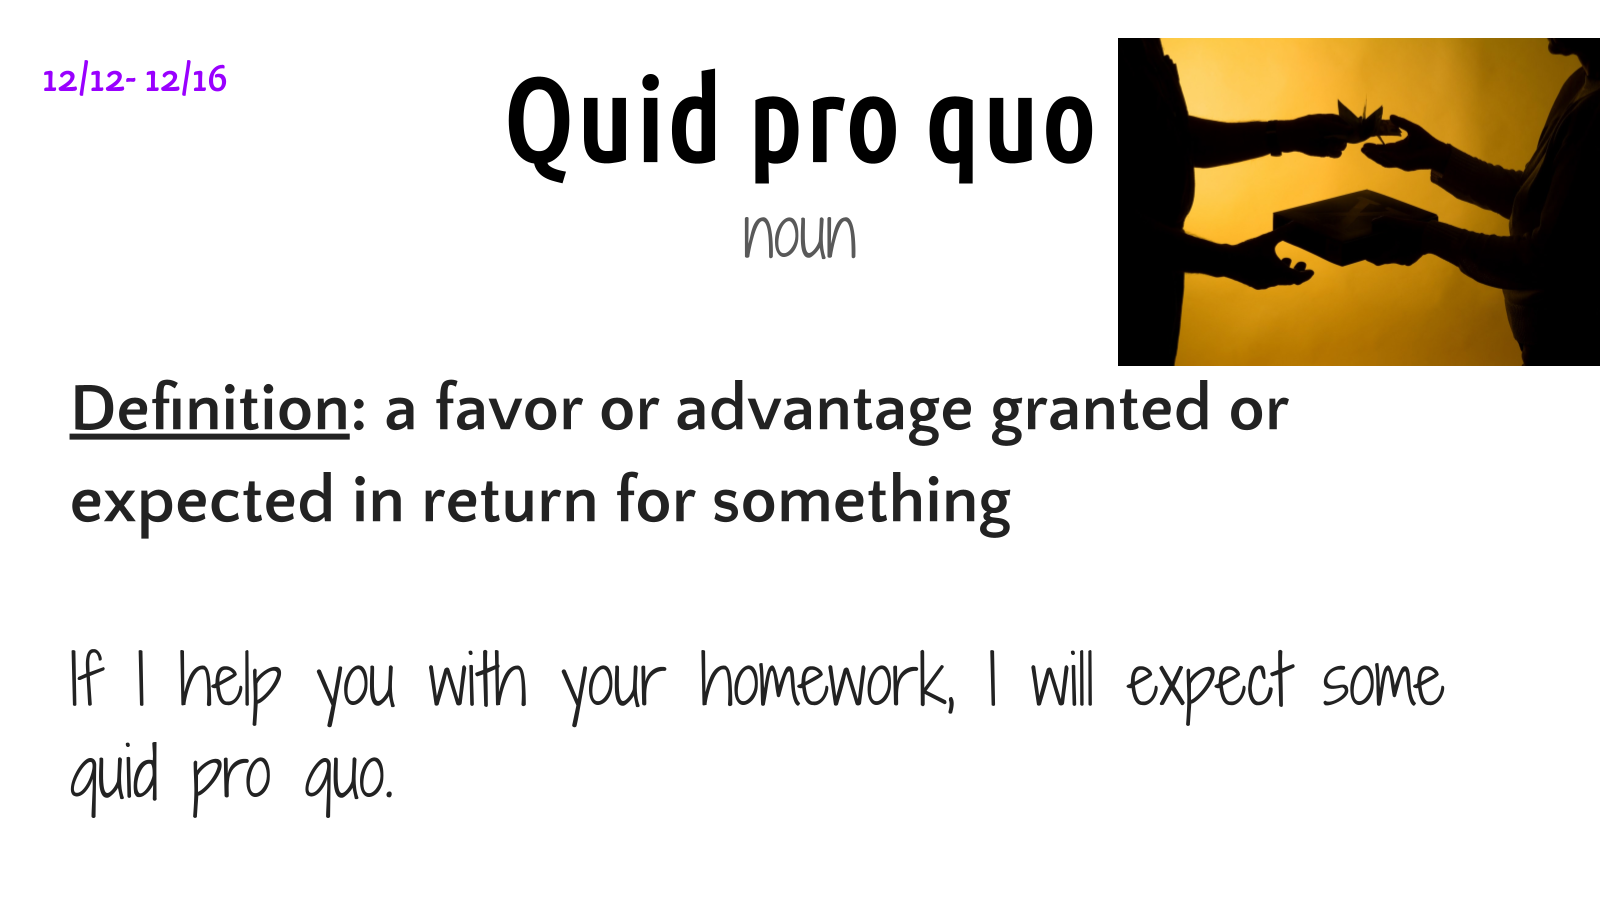 12/12- 12/16
Quid pro quo
noun
Definition: a favor or advantage granted or
expected in return for something
If I help you with your homework, I will expect some
quid pro quo.